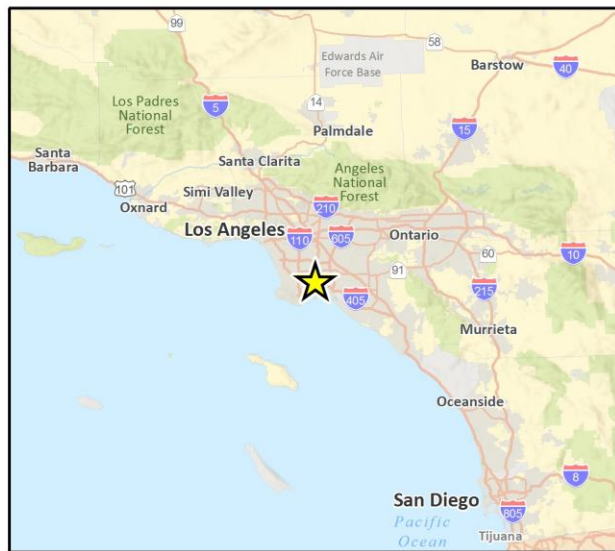 99
58
Edwards Air
Force Base
Barstow
40
Los Padres
National
Forest
5
14
15
Palmdale
Santa
Barbara
Santa Clarita
Angeles
National
Forest
101
Simi Valley
Oxnard
210
Los Angeles
110
605
Ontario
60
10
91
405
215
Murrieta
Oceanside
San Diego
8
805
Pacific
Ocean
Tijuana